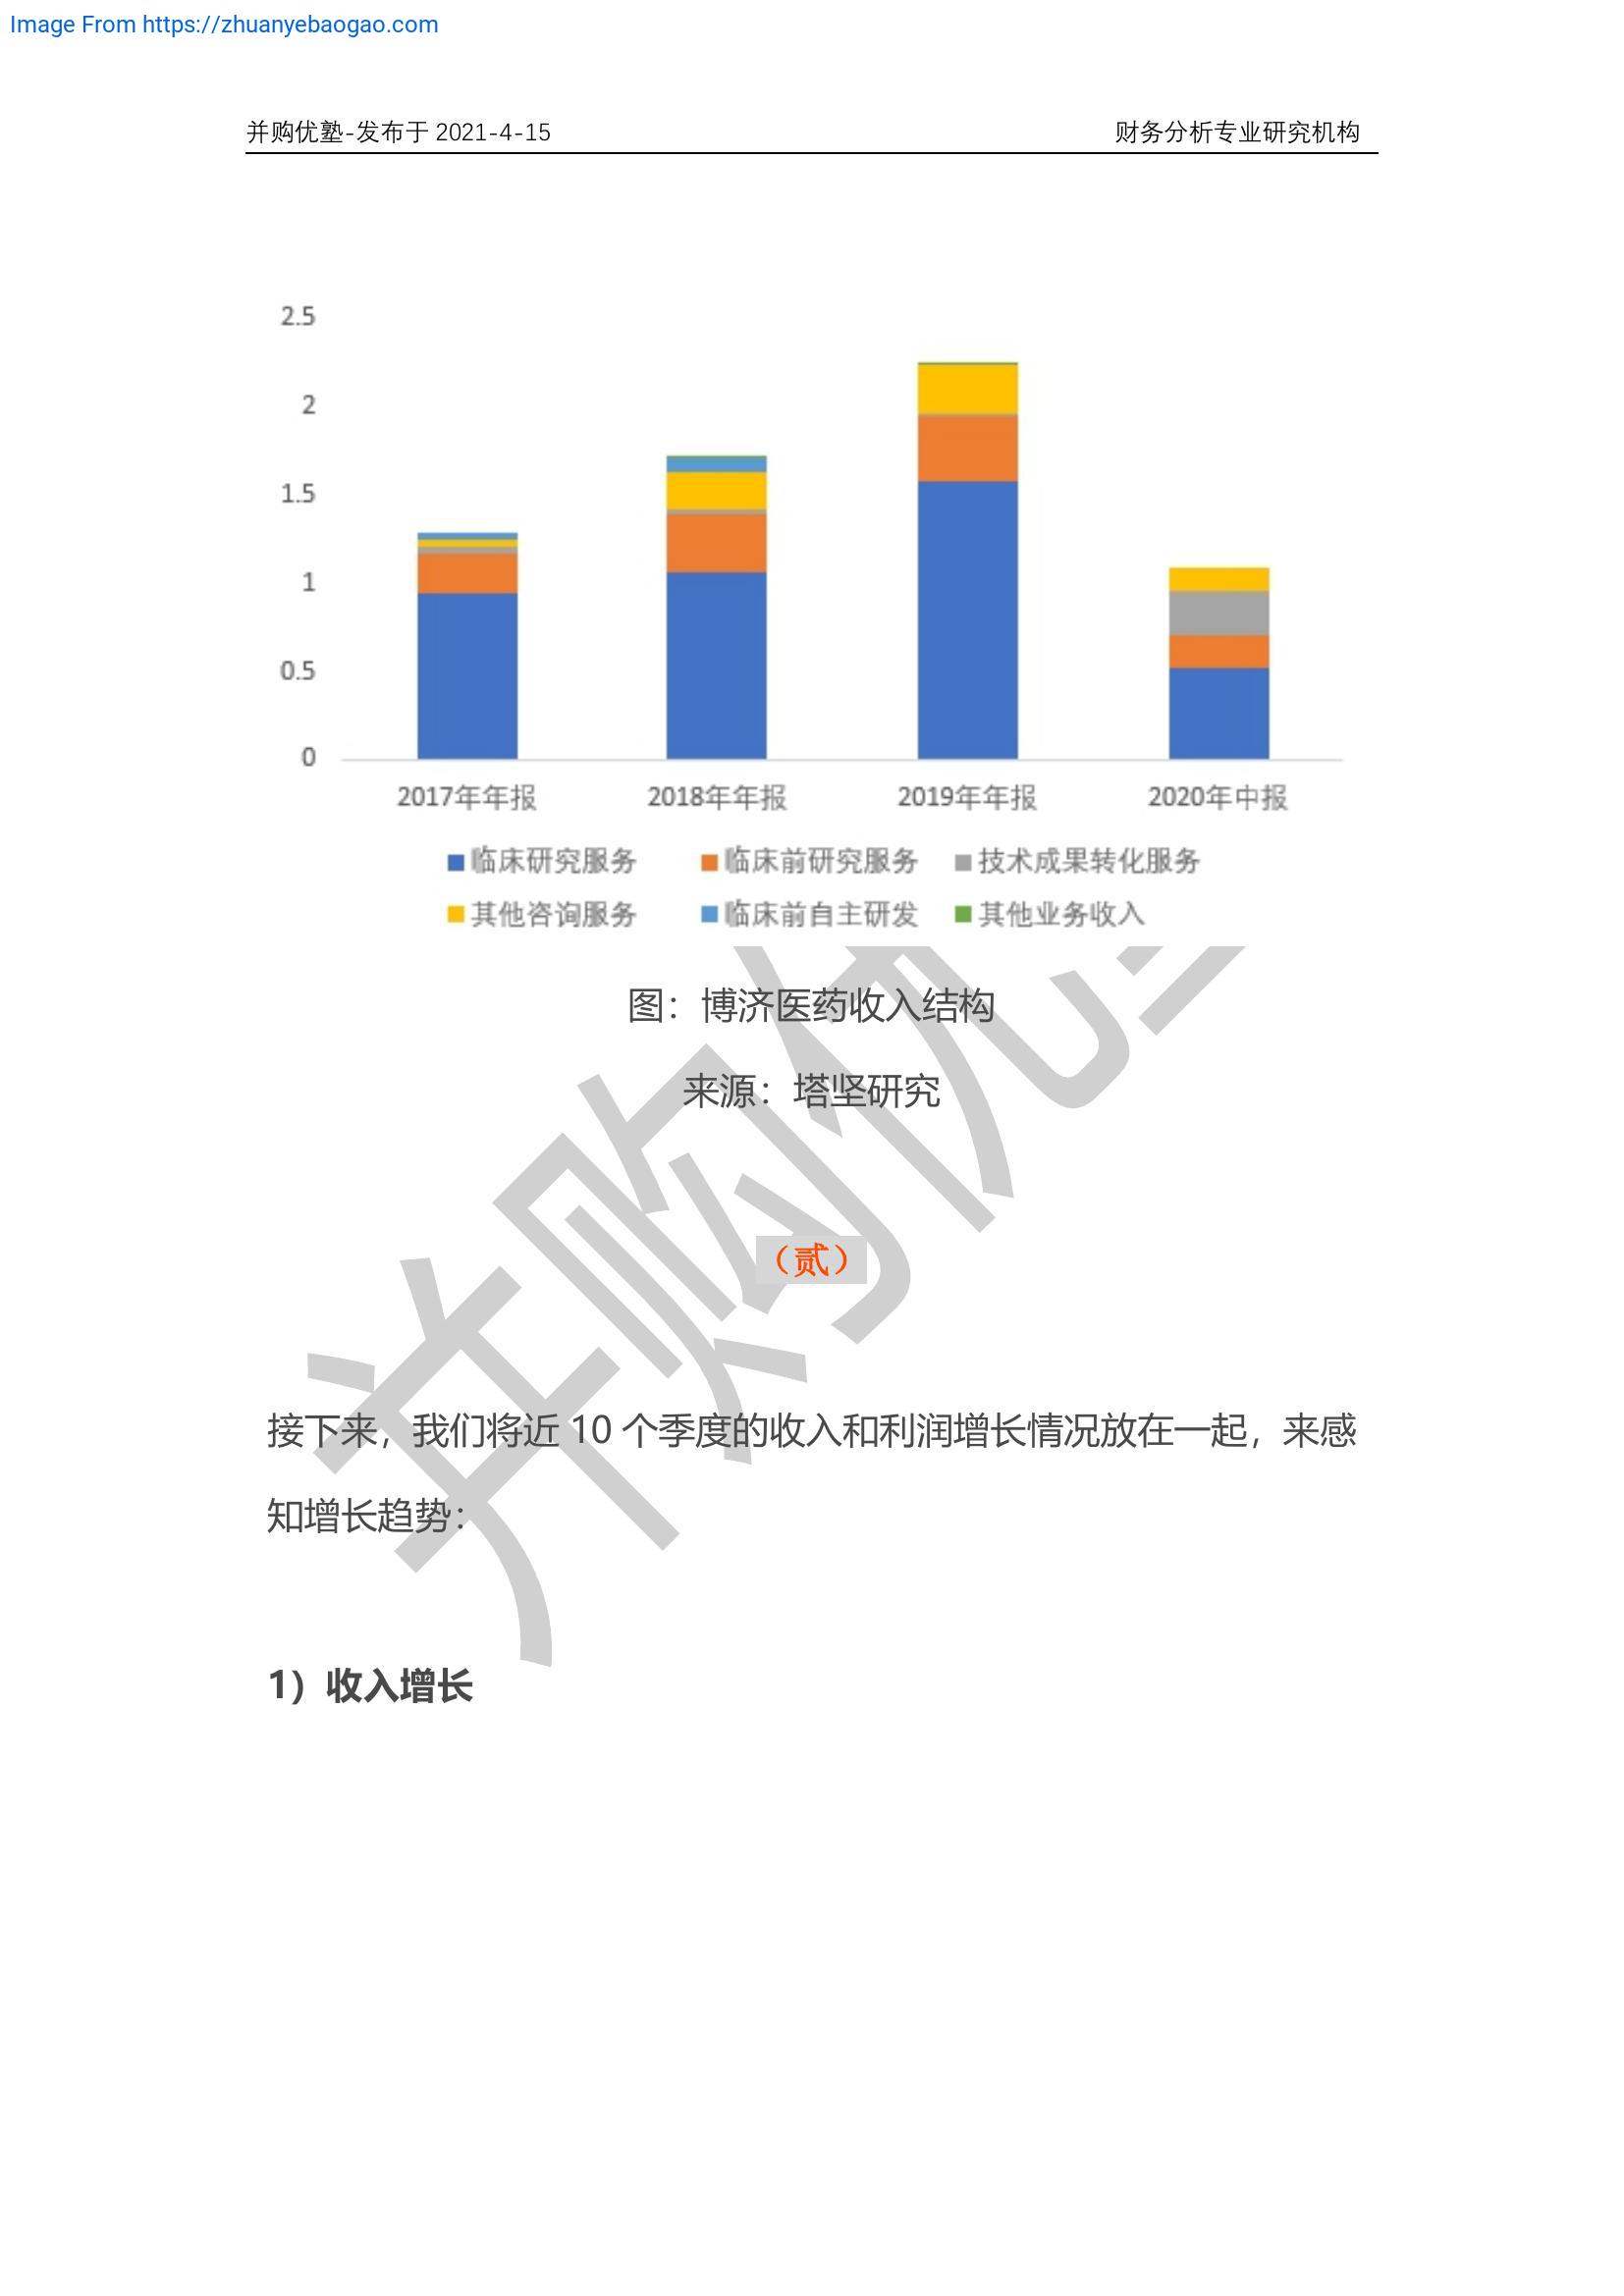 Image From https://zhuanyebaogao.com
并购优塾-发布于 2021-4-15 财务分析专业研究机构
2.5
2
1.5
1
0.5
0
2017年年报 2018年年报 2019年年报 2020年中报
临床研究服务 临床前研究服务 技术成果转化服务
其他咨询服务 临床前自主研发 其他业务收入
图：博济医药收入结构
来源：塔坚研究
（贰）
接下来，我们将近 10 个季度的收入和利润增长情况放在一起，来感
知增长趋势：
1）收入增长
并购优